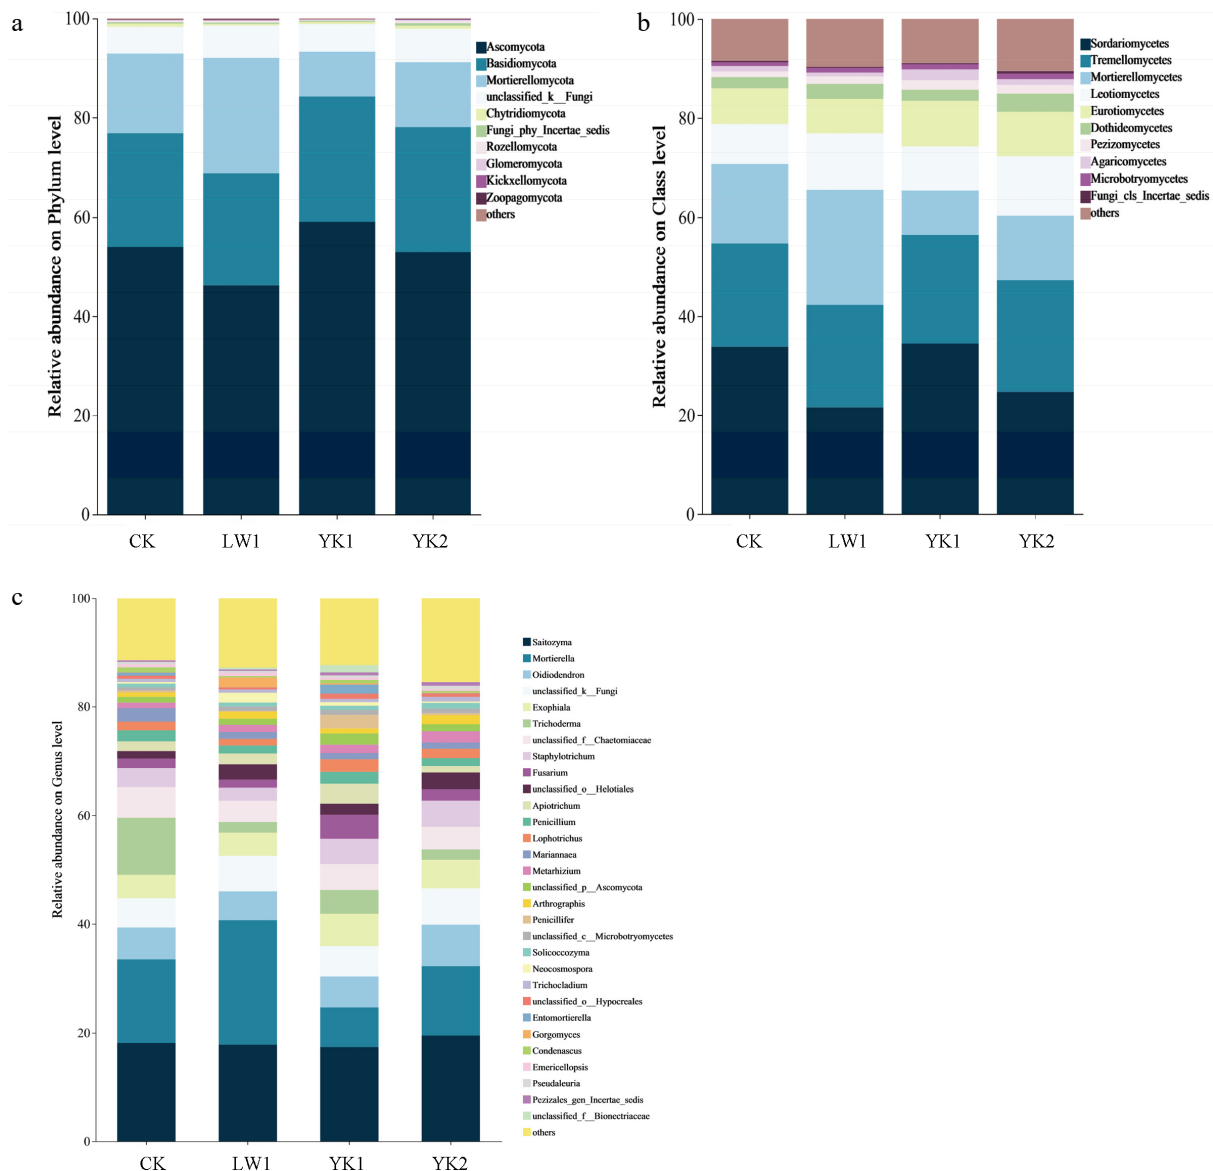 a
Relative abundance on Phylum level
100
80
60
40
20
0
CK
LW1
YK1
YK2
Ascomycota
Basidiomycota
Mortierellomycota
unclassified_k__Fungi
Chytridiomycota
Fungi_phy_Incertae_sedis
Rozellomycota
Glomeromycota
Kickxellomycota
Zoopagomycota
others
b
Relative abundance on Class level
100
80
60
40
20
0
CK
LW1
YK1
YK2
Sordariomycetes
Tremellomycetes
Mortierellomycetes
Leotiomycetes
Eurotiomycetes
Dothideomycetes
Pezizomycetes
Agaricomycetes
Microbotryomycetes
Fungi_cls_Incertae_sedis
others
c
Relative abundance on Genus level
100
80
60
40
20
0
CK
LW1
YK1
YK2
Saitozyma
Mortierella
Oidiodendron
unclassified_k__Fungi
Exophiala
Trichoderma
unclassified_f__Chaetomiaceae
Staphylotrichum
Fusarium
unclassified_o__Helotiales
Apiotrichum
Penicillium
Lophotrichus
Mariannaea
Metarhizium
unclassified_p__Ascomycota
Arthrographis
Penicillifer
unclassified_c__Microbotryomycetes
Solicoccozyma
Neocosmospora
Trichocladium
unclassified_o__Hypocreales
Entomortierella
Gorgomyces
Condenascus
Emericellopsis
Pseudaleuria
Pezizales_gen_Incertae_sedis
unclassified_f__Bionectriaceae
others